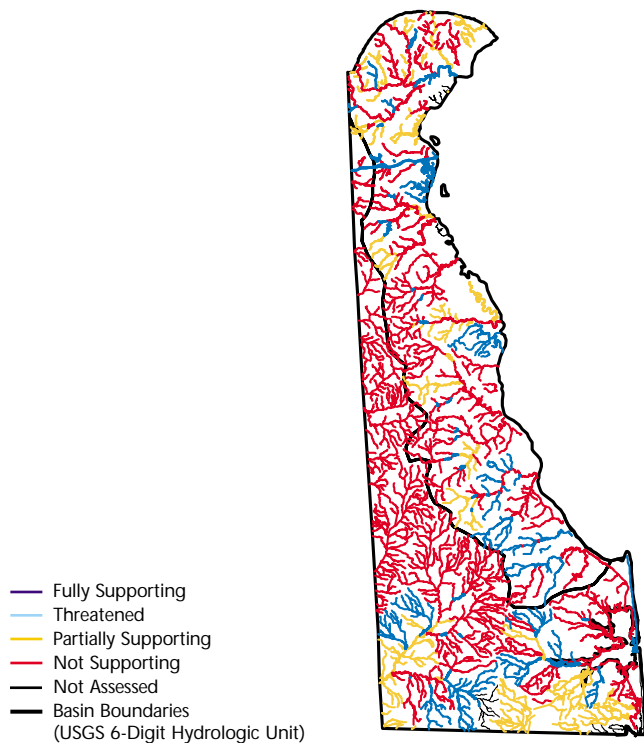 Fully Supporting
Threatened
Partially Supporting
Not Supporting
Not Assessed
Basin Boundaries
(USGS 6-Digit Hydrologic Unit)